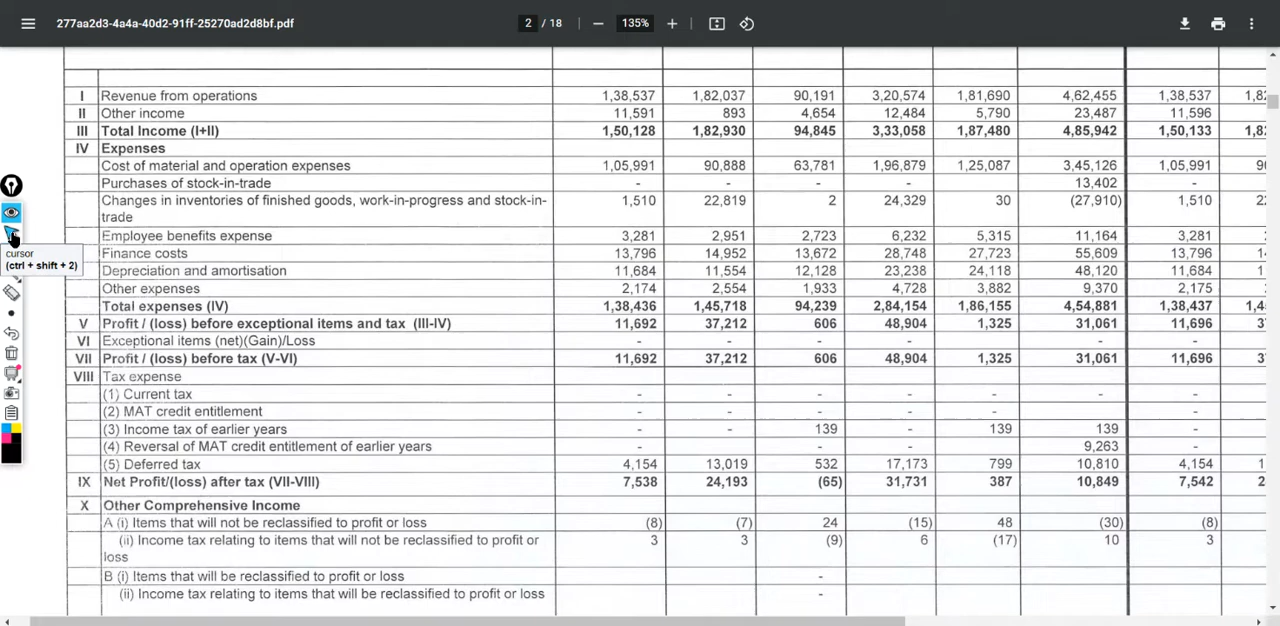 277aa2d3-4a4a-40d2-91ff-25270ad2d8bf.pdf 2 / 18 135%
I Revenue from operations 1,38,537 1,82,037 90,191 3,20,574 1,81,690 4,62,455 1,38,537
II Other income 11,591 893 4,654 12,484 5,790 23,487 11,596
III Total Income (I+II) 1,50,128 1,82,930 94,845 3,33,058 1,87,480 4,85,942 1,50,133
IV Expenses
Cost of material and operation expenses 1,05,991 90,888 63,781 1,96,879 1,25,087 3,45,126 1,05,991
Purchases of stock-in-trade - - - - - 13,402 -
Changes in inventories of finished goods, work-in-progress and stock-in- 1,510 22,819 2 24,329 30 (27,910) 1,510
trade
Employee benefits expense 3,281 2,951 2,723 6,232 5,315 11,164 3,281
cursor
Finance costs 13,796 14,952 13,672 28,748 27,723 55,609 13,796
(ctrl + shift + 2)
Depreciation and amortisation 11,684 11,554 12,128 23,238 24,118 48,120 11,684
Other expenses 2,174 2,554 1,933 4,728 3,882 9,370 2,175
Total expenses (IV) 1,38,436 1,45,718 94,239 2,84,154 1,86,155 4,54,881 1,38,437
V Profit / (loss) before exceptional items and tax (III-IV) 11,692 37,212 606 48,904 1,325 31,061 11,696
VI Exceptional items (net)(Gain)/Loss - - - - - - -
VII Profit / (loss) before tax (V-VI) 11,692 37,212 606 48,904 1,325 31,061 11,696
VIII Tax expense
(1) Current tax - - - - - - -
(2) MAT credit entitlement - - - - - -
(3) Income tax of earlier years - - 139 - 139 139 -
(4) Reversal of MAT credit entitlement of earlier years - - - - - 9,263 -
(5) Deferred tax 4,154 13,019 532 17,173 799 10,810 4,154
IX Net Profit/(loss) after tax (VII-VIII) 7,538 24,193 (65) 31,731 387 10,849 7,542
X Other Comprehensive Income
A (i) Items that will not be reclassified to profit or loss (8) (7) 24 (15) 48 (30) (8)
(ii) Income tax relating to items that will not be reclassified to profit or 3 3 (9) 6 (17) 10 3
loss
B (i) Items that will be reclassified to profit or loss -
(ii) Income tax relating to items that will be reclassified to profit or loss -